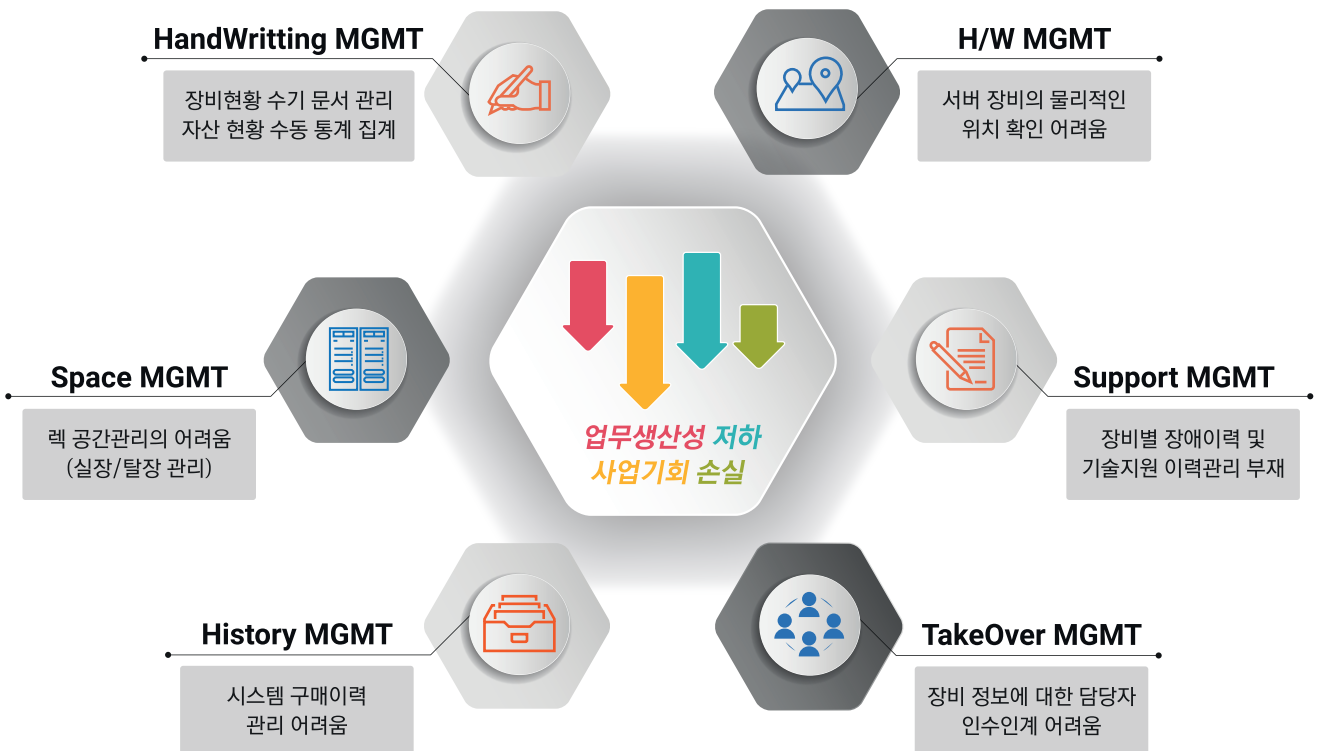 HandWritting MGMT
장비현황 수기 문서 관리
자산 현황 수동 통계 집계
H/W MGMT
서버 장비의 물리적인
위치 확인 어려움
Space MGMT
렉 공간관리의 어려움
(실장/탈장 관리)
업무생산성 저하
사업기회 손실
Support MGMT
장비별 장애이력 및
기술지원 이력관리 부재
History MGMT
시스템 구매이력
관리 어려움
TakeOver MGMT
장비 정보에 대한 담당자
인수인계 어려움